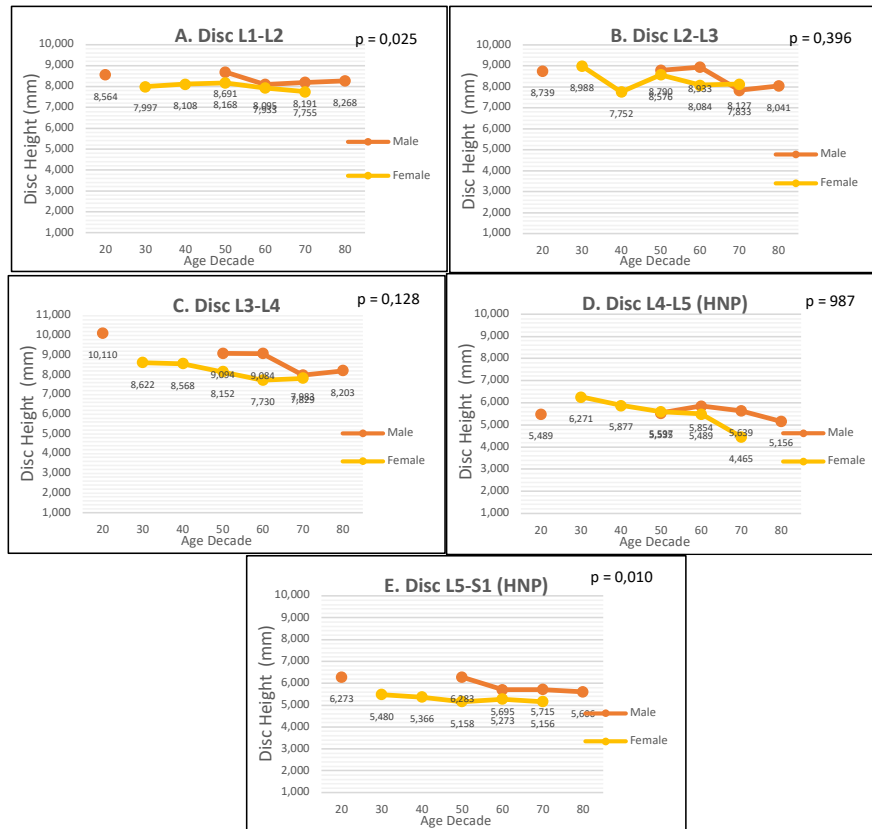 A. Disc L1-L2
p = 0,025
Disc Height (mm)
10,000
9,000
8,000
7,000
6,000
5,000
4,000
3,000
2,000
1,000
8,564
7,997
8,108
8,691
8,168
8,095
7,933
8,191
7,755
8,268
Male
Female
20 30 40 50 60 70 80
Age Decade
B. Disc L2-L3
p = 0,396
Disc Height (mm)
10,000
9,000
8,000
7,000
6,000
5,000
4,000
3,000
2,000
1,000
8,739
8,988
7,752
8,790
8,576
8,933
8,084
8,127
7,833
8,041
Male
Female
20 30 40 50 60 70 80
Age Decade
C. Disc L3-L4
p = 0,128
Disc Height (mm)
11,000
10,000
9,000
8,000
7,000
6,000
5,000
4,000
3,000
2,000
1,000
10,110
8,622
8,568
9,094
8,152
9,084
7,730
7,983
8,203
Male
Female
20 30 40 50 60 70 80
Age Decade
D. Disc L4-L5 (HNP)
p = 987
Disc Height (mm)
10,000
9,000
8,000
7,000
6,000
5,000
4,000
3,000
2,000
1,000
5,489
6,271
5,877
5,597
5,854
5,489
5,639
4,465
5,156
Male
Female
20 30 40 50 60 70 80
Age Decade
E. Disc L5-S1 (HNP)
p = 0,010
Disc Height (mm)
10,000
9,000
8,000
7,000
6,000
5,000
4,000
3,000
2,000
1,000
6,273
5,480
5,366
6,283
5,158
5,695
5,273
5,715
5,156
Male
Female
20 30 40 50 60 70 80
Age Decade